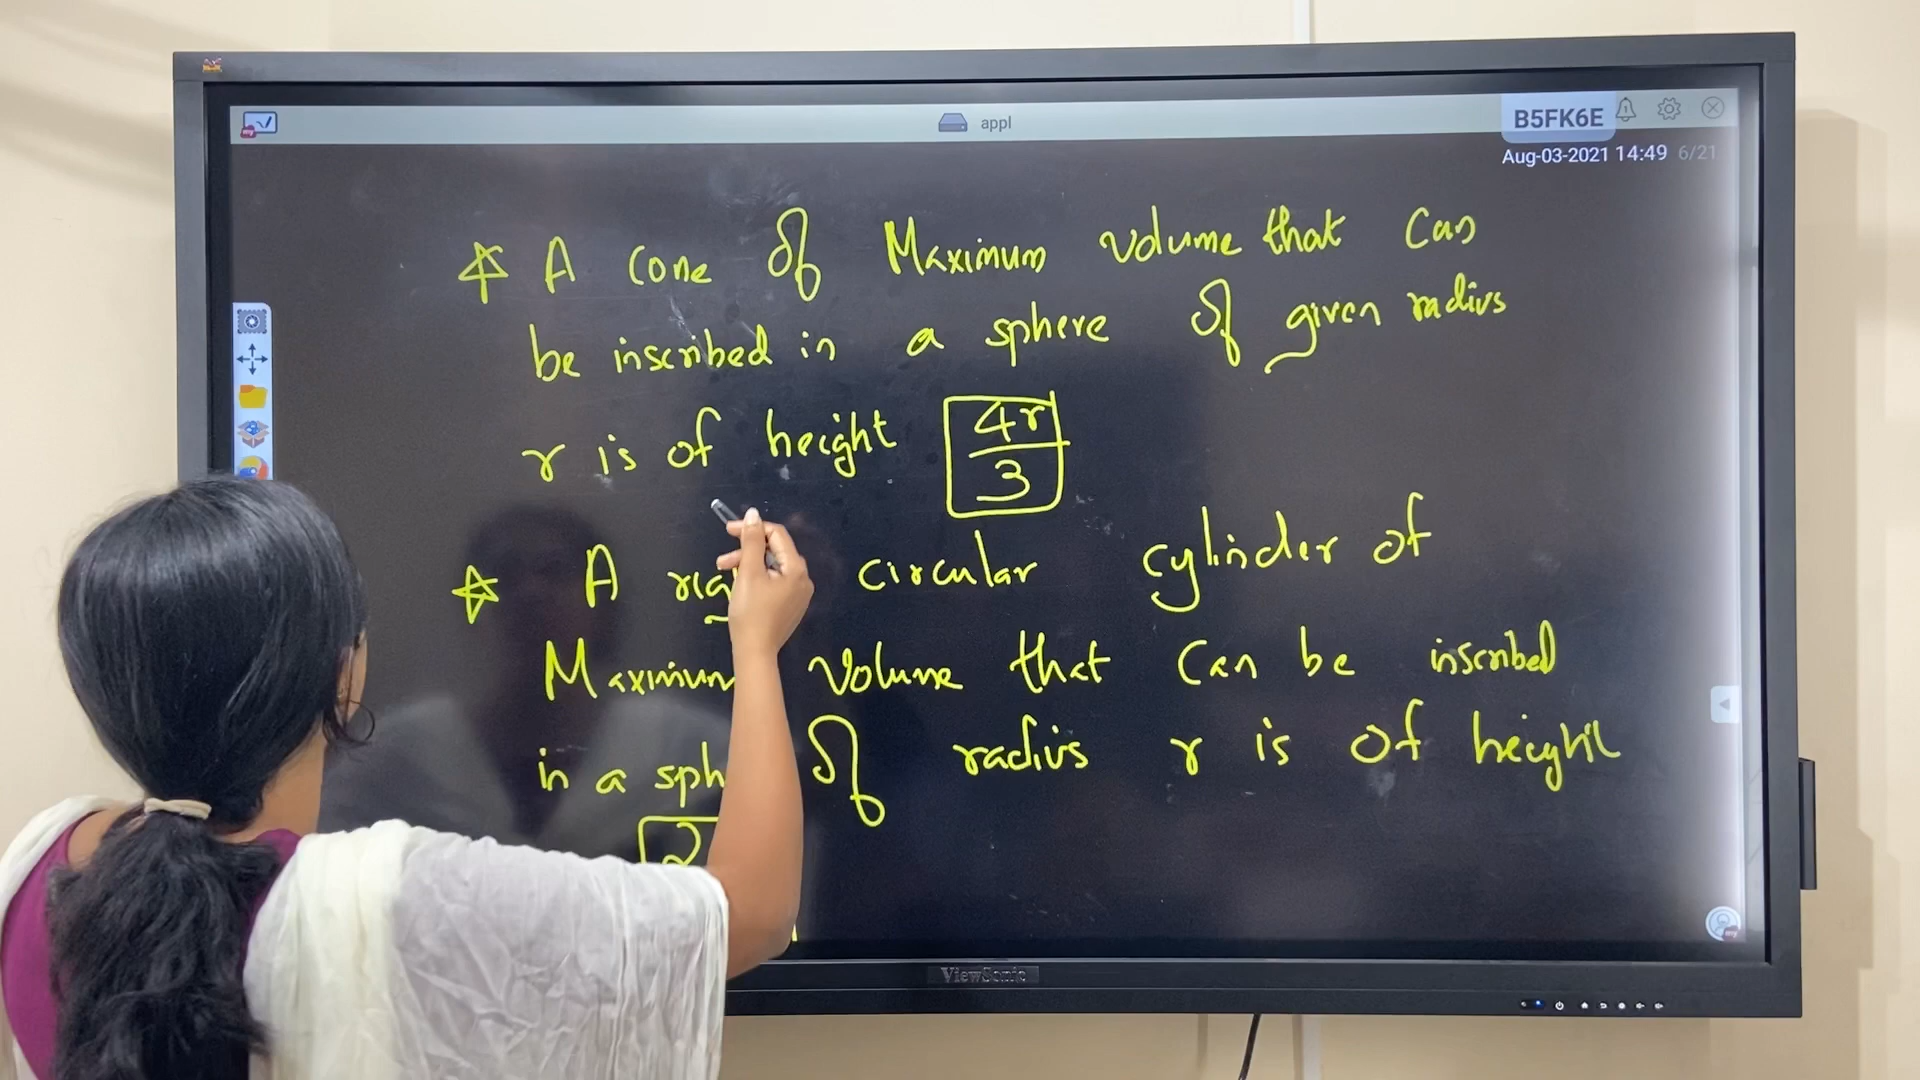 appl
B5FK6E
Aug-03-2021 14:49 6/21
☆ A cone of Maximum volume that can
be inscribed in a sphere of given radius
r is of height 4r/3
☆ A circular cylinder of
Maximum volume that can be inscribed
in a of radius r is of height
2
ViewSonic